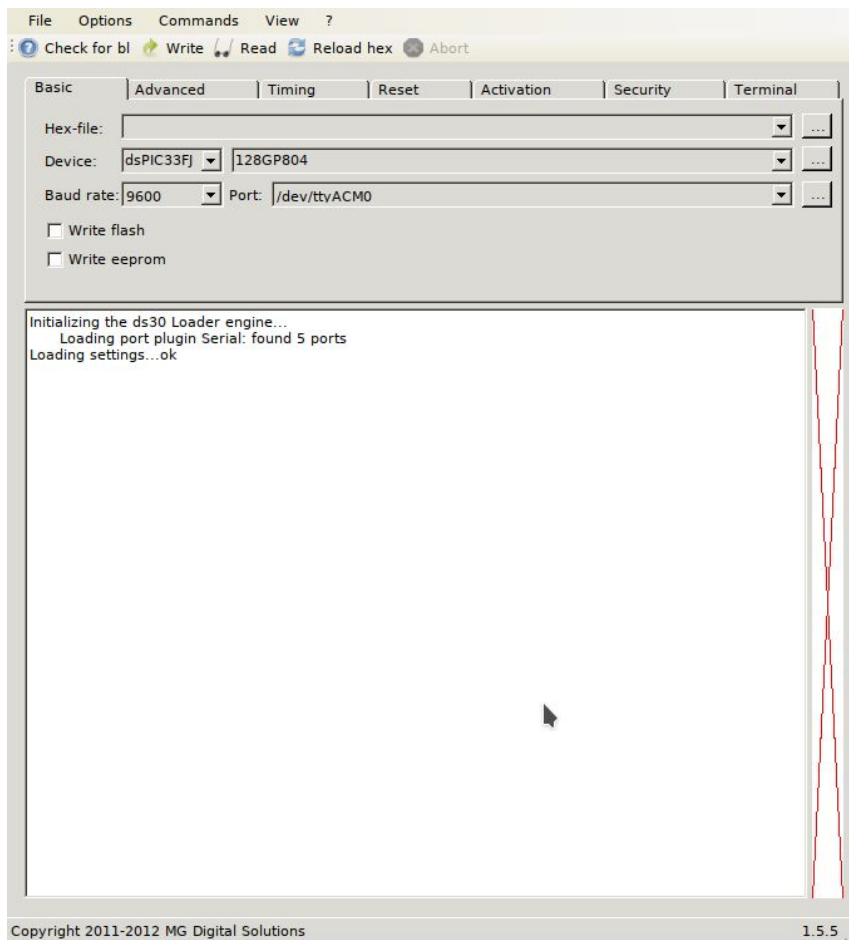 File Options Commands View ?
Check for bl Write Read Reload hex Abort
Basic Advanced Timing Reset Activation Security Terminal
Hex-file: ...
Device: dsPIC33FJ 128GP804 ...
Baud rate: 9600 Port: /dev/ttyACM0 ...
Write flash
Write eeprom
Initializing the ds30 Loader engine...
Loading port plugin Serial: found 5 ports
Loading settings...ok
Copyright 2011-2012 MG Digital Solutions 1.5.5